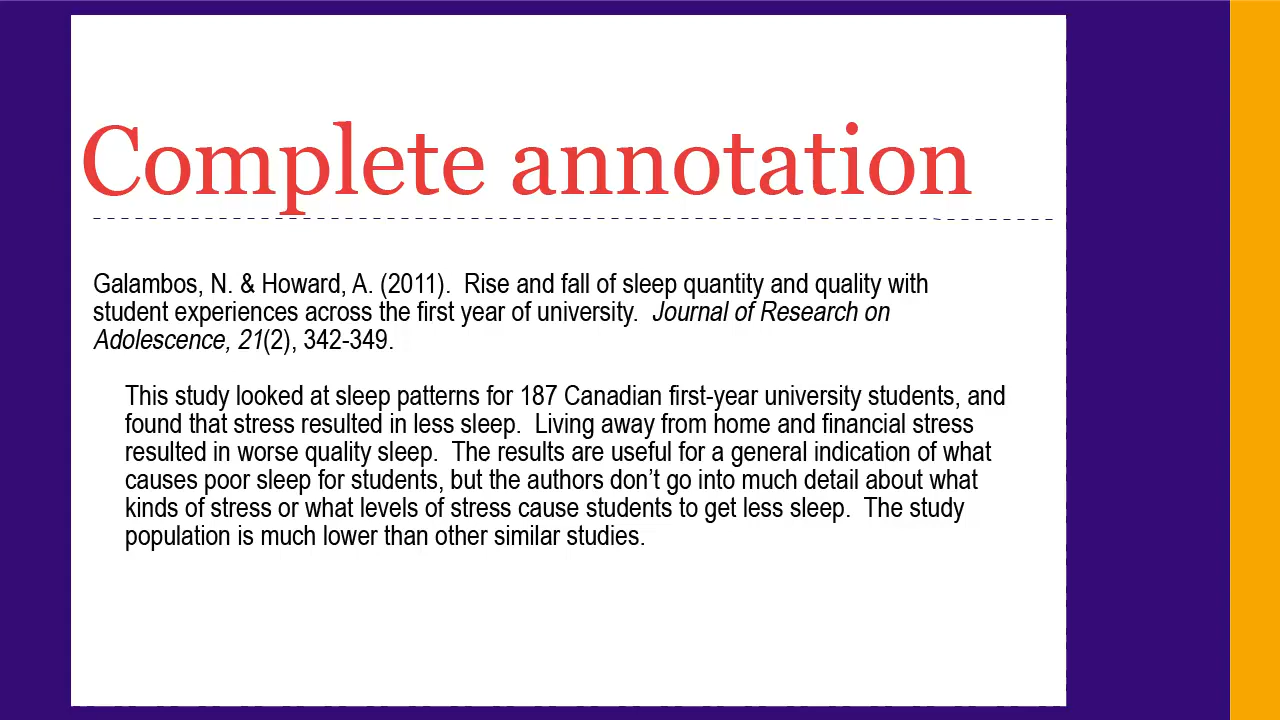 Complete annotation
Galambos, N. & Howard, A. (2011).  Rise and fall of sleep quantity and quality with
student experiences across the first year of university.  Journal of Research on
Adolescence, 21(2), 342-349.
This study looked at sleep patterns for 187 Canadian first-year university students, and
found that stress resulted in less sleep.  Living away from home and financial stress
resulted in worse quality sleep.  The results are useful for a general indication of what
causes poor sleep for students, but the authors don’t go into much detail about what
kinds of stress or what levels of stress cause students to get less sleep.  The study
population is much lower than other similar studies.